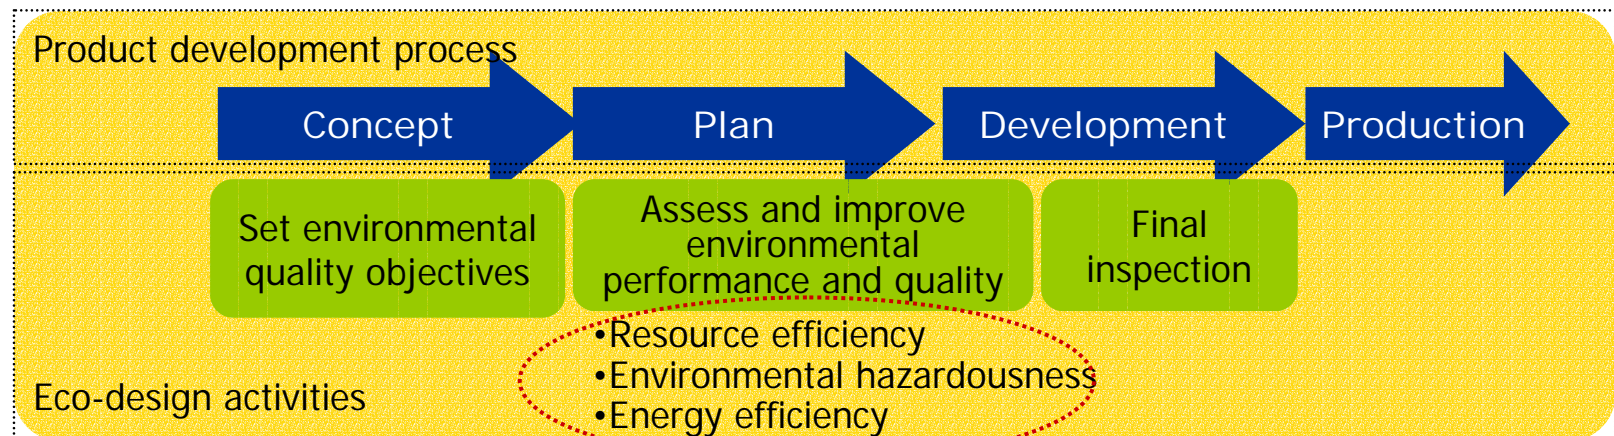 Product development process
Concept
Plan
Development
Production
Set environmental
quality objectives
Assess and improve
environmental
performance and quality
Final
inspection
•Resource efficiency
•Environmental hazardousness
•Energy efficiency
Eco-design activities